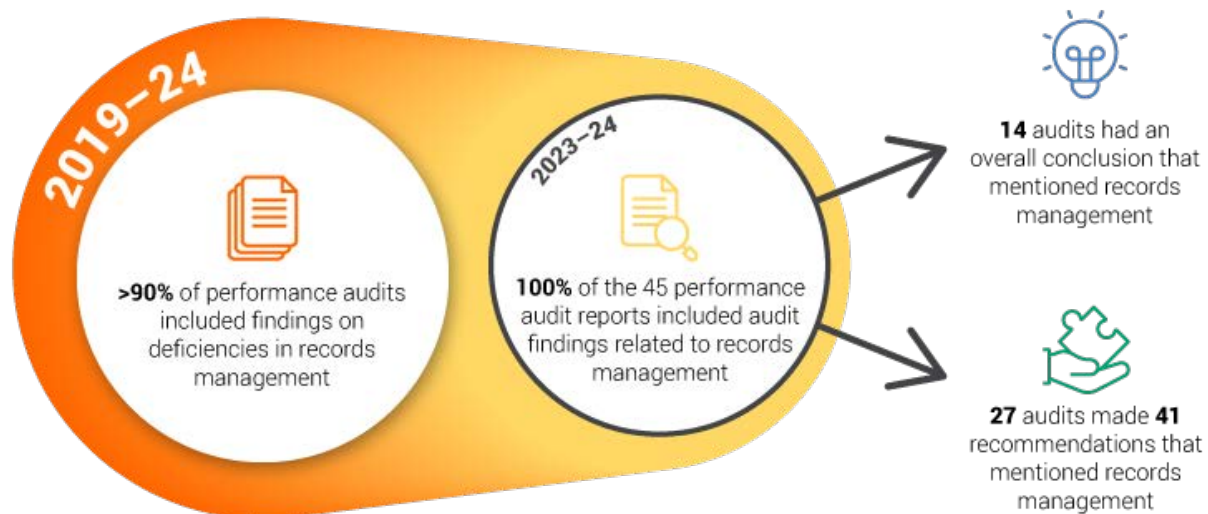 2019–24
>90% of performance audits
included findings on
deficiencies in records
management
2023–24
100% of the 45 performance
audit reports included audit
findings related to records
management
14 audits had an
overall conclusion that
mentioned records
management
27 audits made 41
recommendations that
mentioned records
management